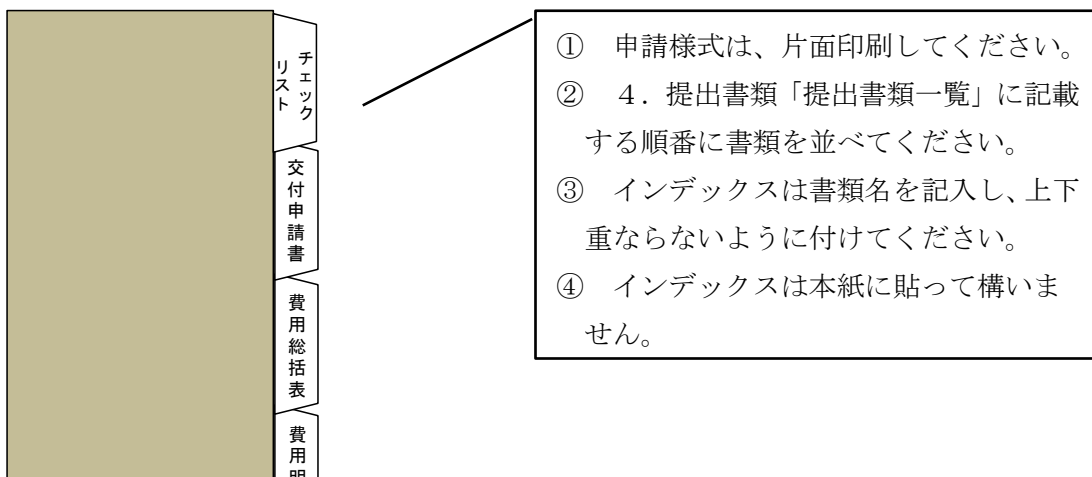 チェック
リスト
交付申請書
費用総括表
費用明
①　申請様式は、片面印刷してください。
②　４．提出書類「提出書類一覧」に記載
する順番に書類を並べてください。
③　インデックスは書類名を記入し、上下
重ならないように付けてください。
④　インデックスは本紙に貼って構いま
せん。